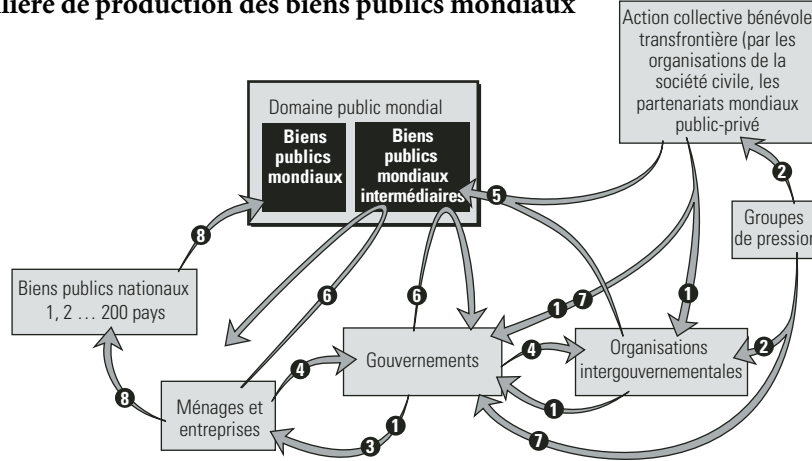 lière de production des biens publics mondiaux
Action collective bénévole
transfrontière (par les
organisations de la
société civile, les
partenariats mondiaux
public-privé
Domaine public mondial
Biens
publics
mondiaux
Biens
publics
mondiaux
intermédiaires
5
2
Groupes
de pression
8
Biens publics nationaux
1, 2 … 200 pays
6
6
1 7
1
4
Gouvernements
4
Organisations
intergouvernementales
2
8
Ménages et
entreprises
1
3
1
7